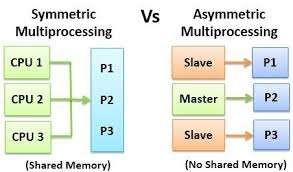 Symmetric
Multiprocessing
Vs
Asymmetric
Multiprocessing
CPU 1
CPU 2
CPU 3
P1
P2
P3
(Shared Memory)
Slave
P1
Master
P2
Slave
P3
(No Shared Memory)